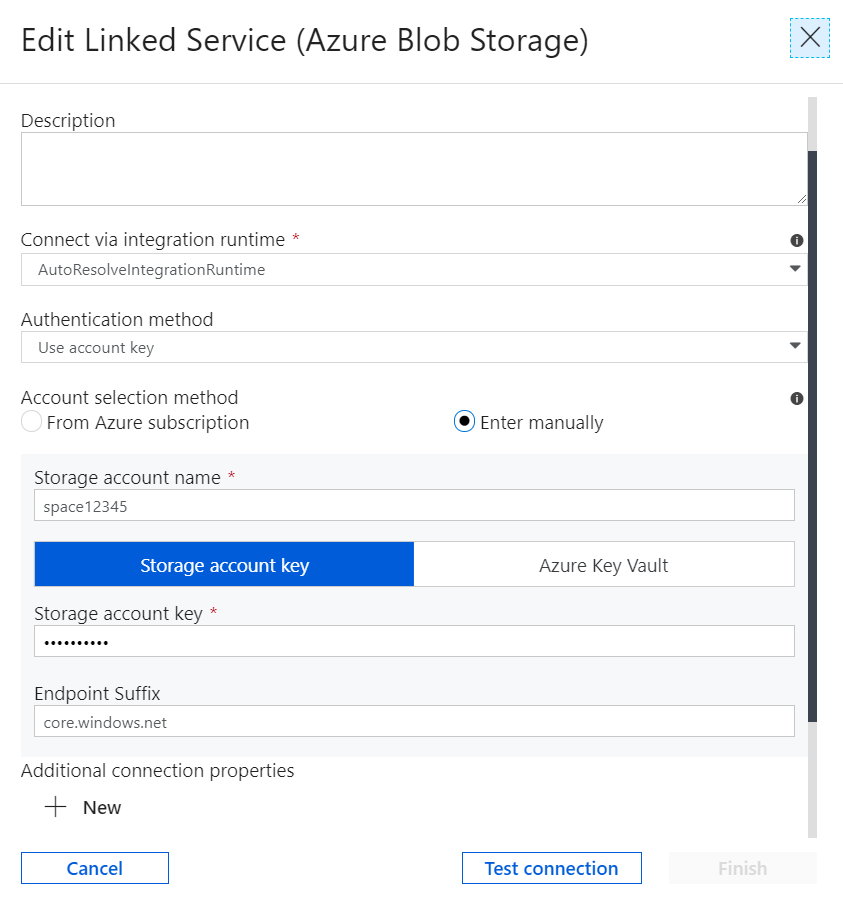 Edit Linked Service (Azure Blob Storage)
Description
Connect via integration runtime *
AutoResolveIntegrationRuntime
Authentication method
Use account key
Account selection method
From Azure subscription
Enter manually
Storage account name *
space12345
Storage account key
Azure Key Vault
Storage account key *
••••••••••
Endpoint Suffix
core.windows.net
Additional connection properties
New
Cancel
Test connection
Finish